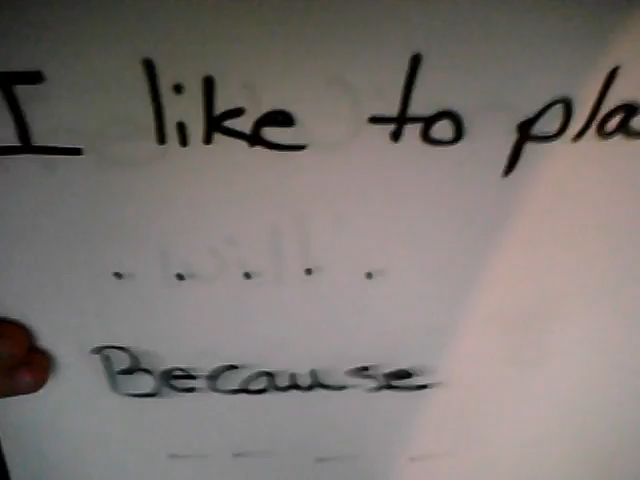 I like to pla
.....
Because
_ _ _ _